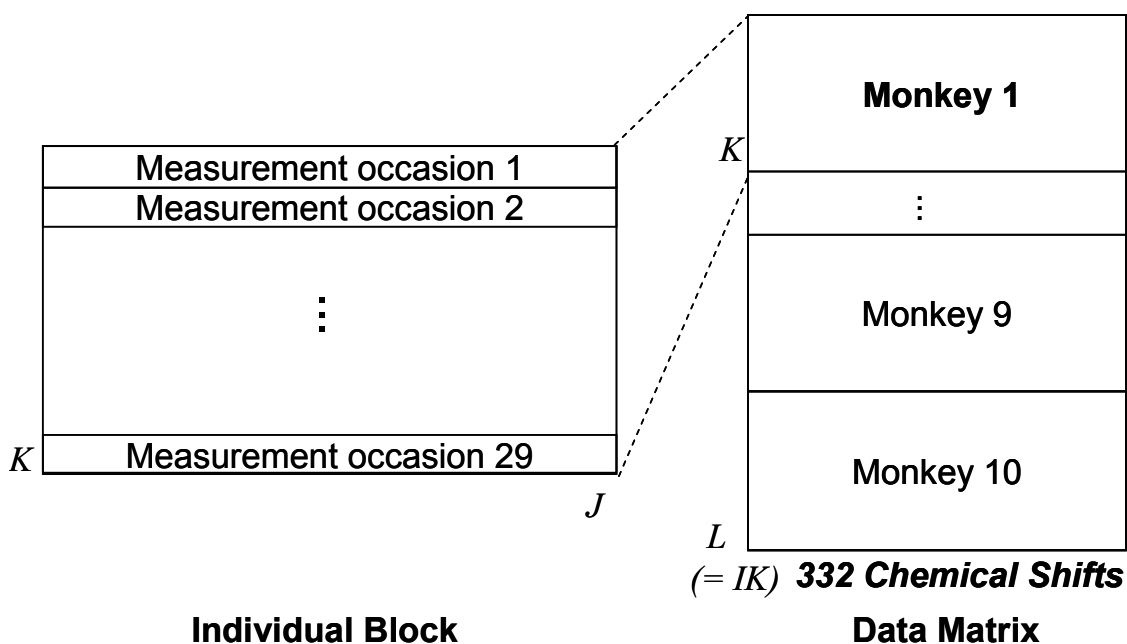 Measurement occasion 1
Measurement occasion 2
⋮
K Measurement occasion 29
J
Individual Block
Monkey 1
K
⋮
Monkey 9
Monkey 10
L
(= IK) 332 Chemical Shifts
Data Matrix